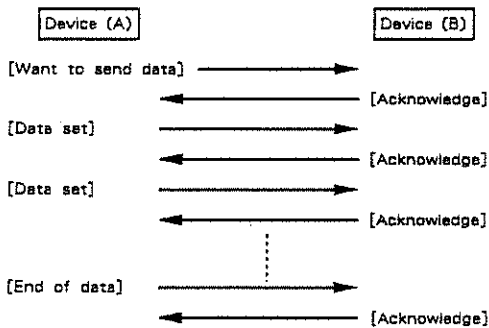 Device (A) Device (B)
[Want to send data]
[Acknowledge]
[Data set]
[Acknowledge]
[Data set]
[Acknowledge]
[End of data]
[Acknowledge]